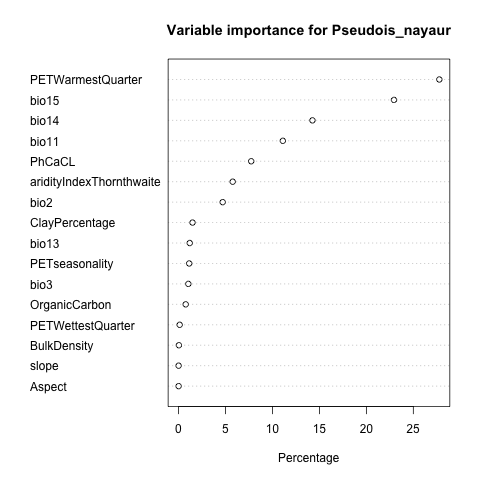 Variable importance for Pseudois_nayaur
PETWarmestQuarter
bio15
bio14
bio11
PhCaCL
aridityIndexThornthwaite
bio2
ClayPercentage
bio13
PETseasonality
bio3
OrganicCarbon
PETWettestQuarter
BulkDensity
slope
Aspect
0 5 10 15 20 25
Percentage